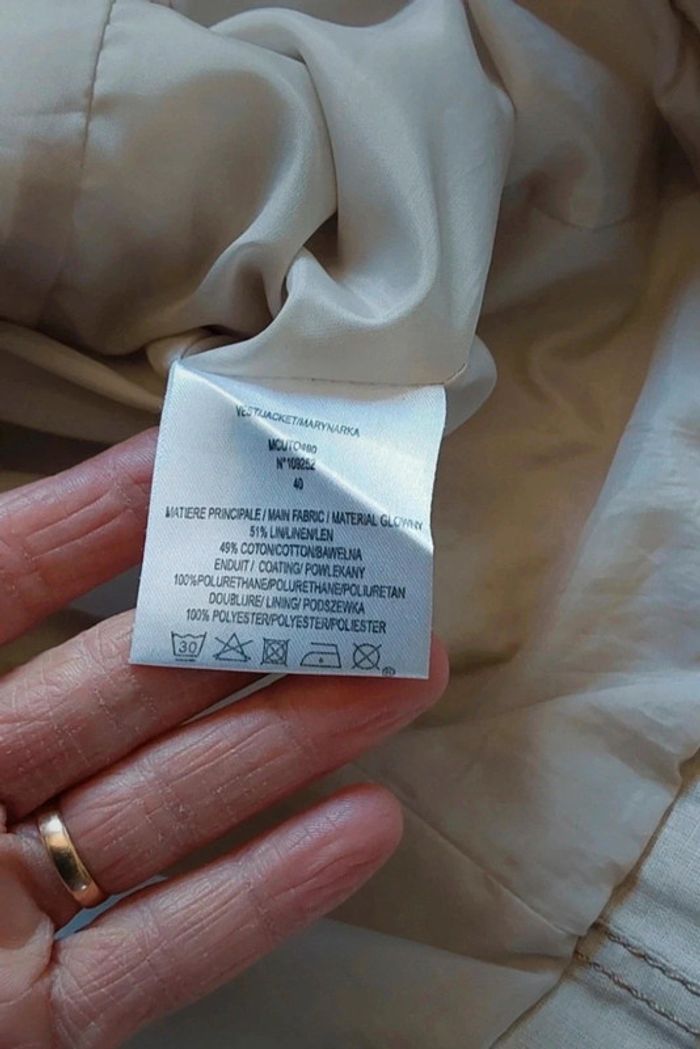 VEST/JACKET/MARYNARKA
N°109252
40
MATIERE PRINCIPALE / MAIN FABRIC / MATERIAL GLOWNY
51% LIN/LINEN/LEN
49% COTON/COTTON/BAWELNA
ENDUIT / COATING/ POWLEKANY
100%POLURETHANE/POLURETHANE/POLIURETAN
DOUBLURE/ LINING/ PODSZEWKA
100% POLYESTER/POLYESTER/POLIESTER
30